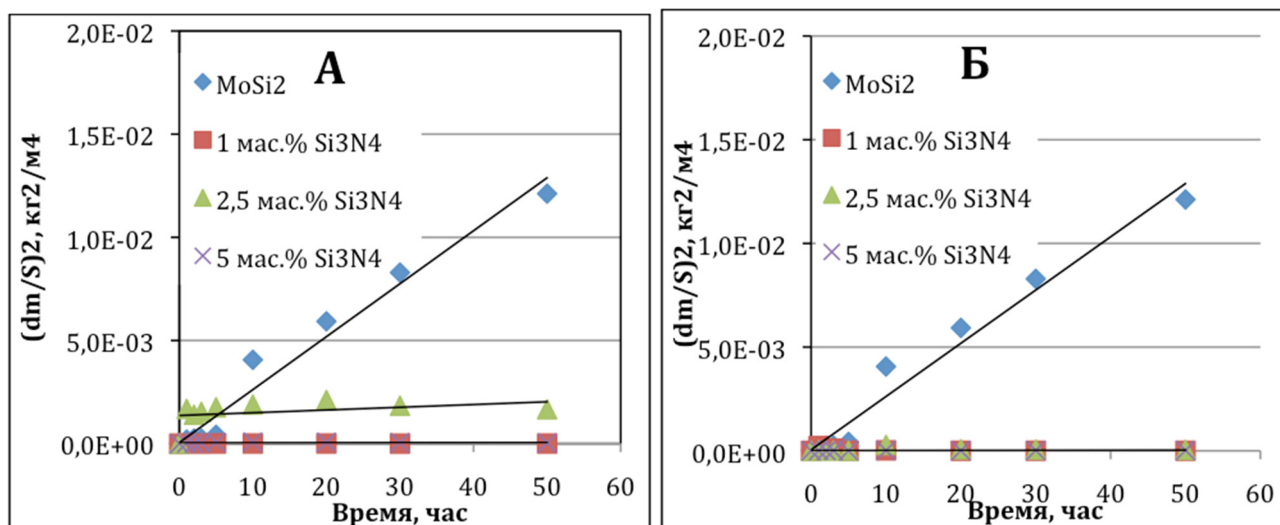 А
2,0E-02
1,5E-02
1,0E-02
5,0E-03
0,0E+00
(dm/S)2, кг2/м4
MoSi2
1 мас.% Si3N4
2,5 мас.% Si3N4
5 мас.% Si3N4
0 10 20 30 40 50 60
Время, час
Б
2,0E-02
1,5E-02
1,0E-02
5,0E-03
0,0E+00
(dm/S)2, кг2/м4
MoSi2
1 мас.% Si3N4
2,5 мас.% Si3N4
5 мас.% Si3N4
0 10 20 30 40 50 60
Время, час